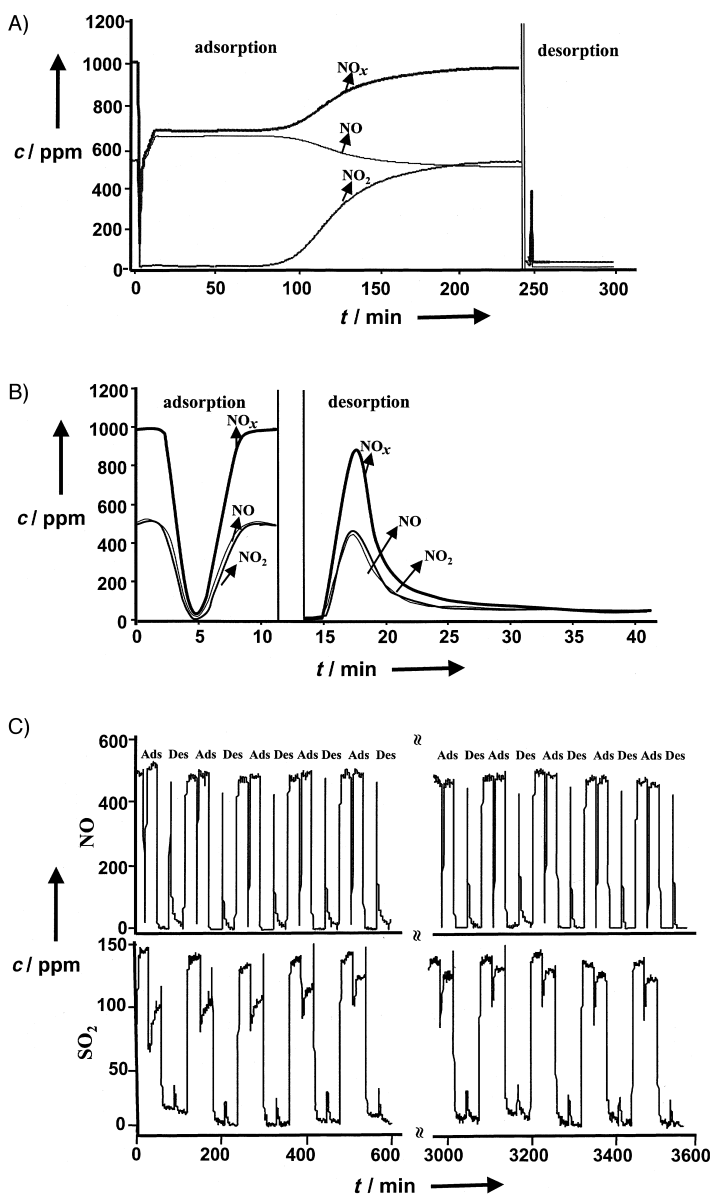 A)
1200
1000
800
600
400
200
0
c / ppm
adsorption
desorption
NOx
NO
NO2
0 50 100 150 200 250 300
t / min
B)
1200
1000
800
600
400
200
0
c / ppm
adsorption
desorption
NOx
NO
NO2
NOx
NO
NO2
0 5 10 15 20 25 30 35 40
t / min
C)
600
400
200
0
NO
Ads Des Ads Des Ads Des Ads Des Ads Des
Ads Des Ads Des Ads Des Ads Des
c / ppm
150
100
50
0
SO2
0 200 400 600 3000 3200 3400 3600
t / min